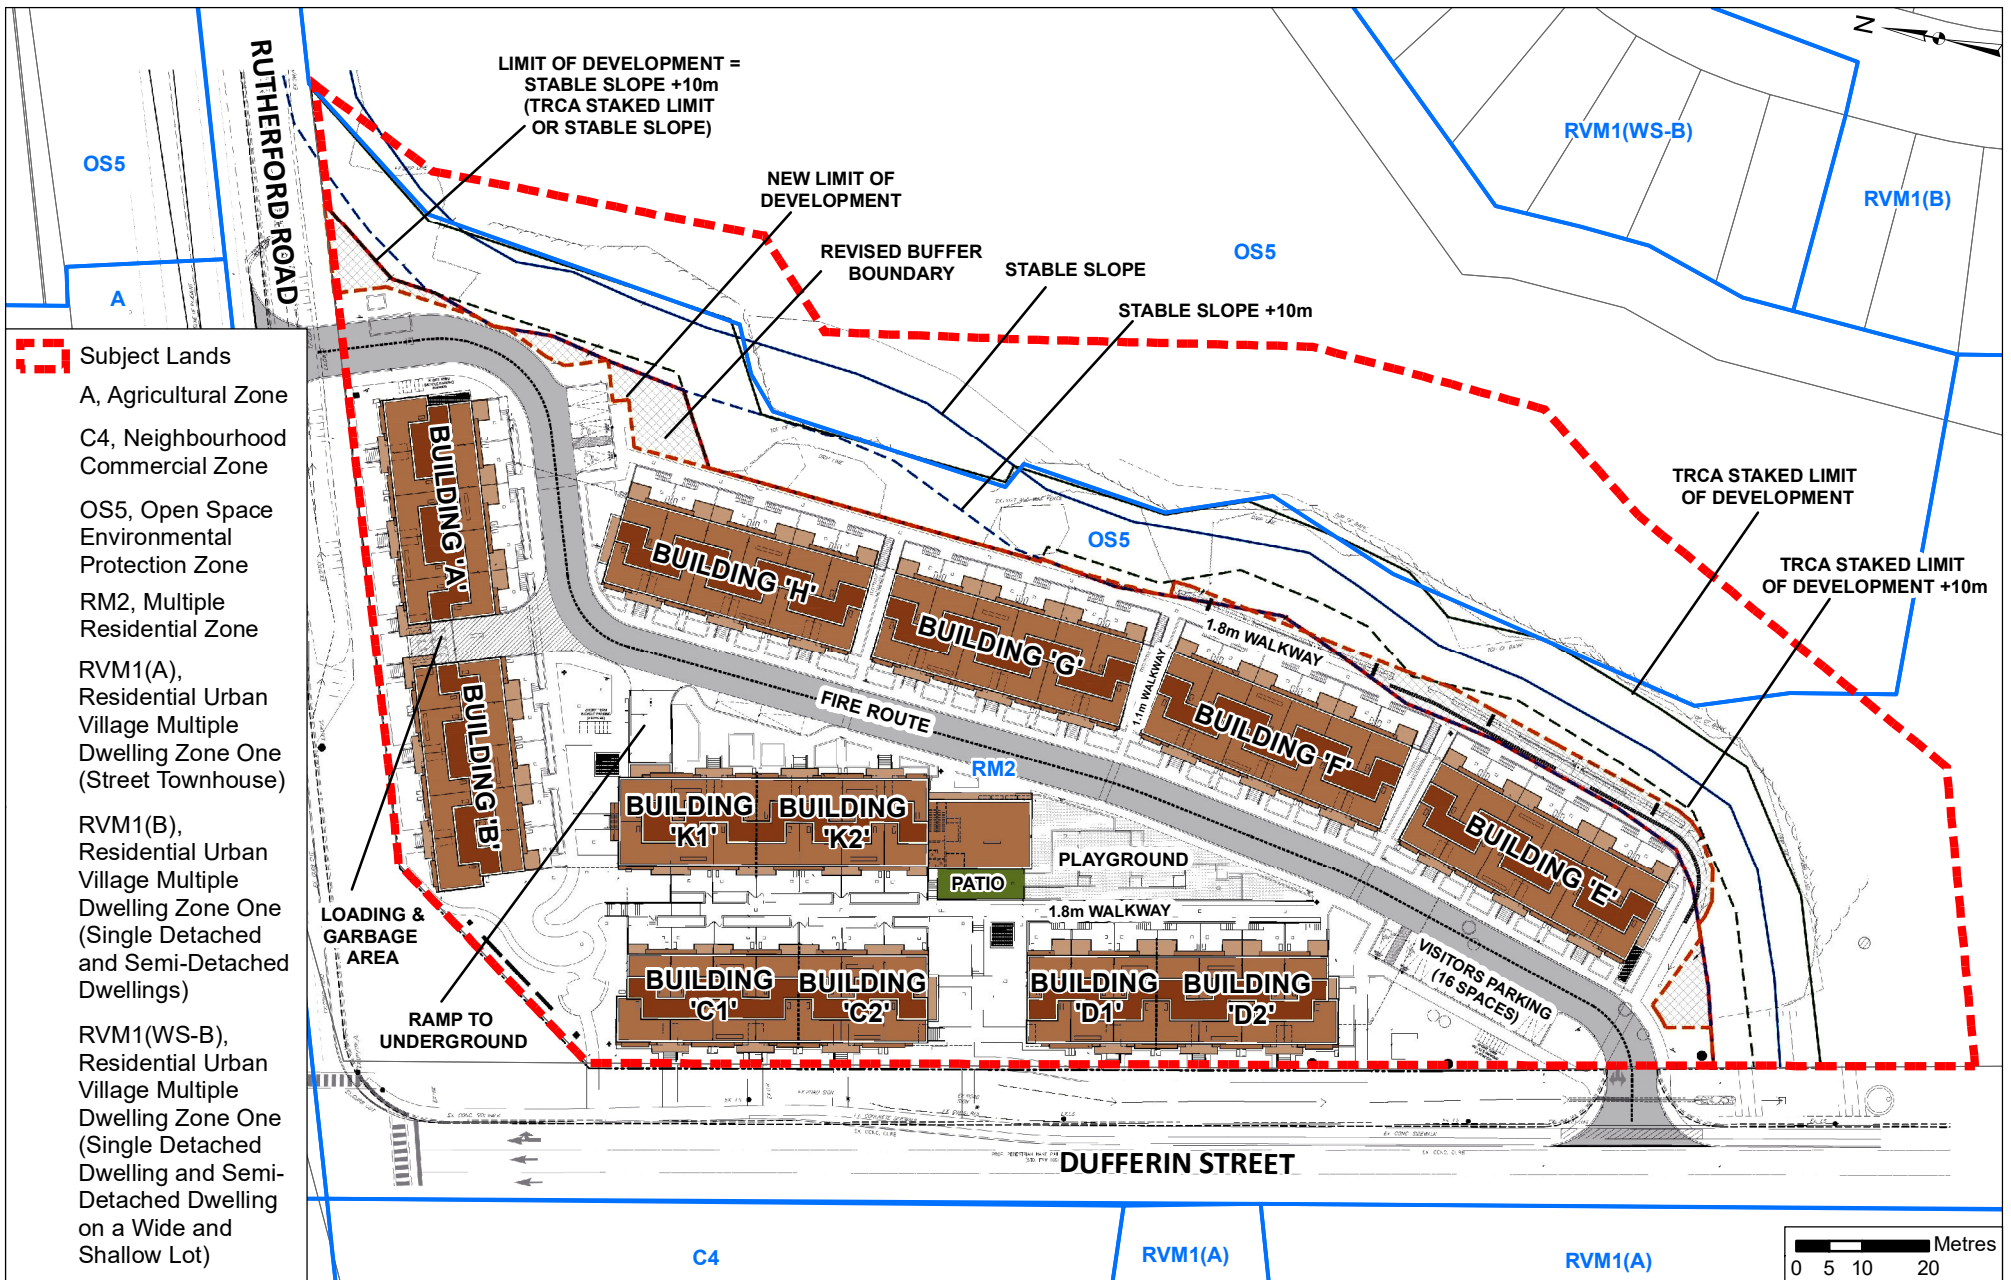 N
RUTHERFORD ROAD
LIMIT OF DEVELOPMENT =
STABLE SLOPE +10m
(TRCA STAKED LIMIT
OR STABLE SLOPE)
NEW LIMIT OF
DEVELOPMENT
REVISED BUFFER
BOUNDARY
STABLE SLOPE
STABLE SLOPE +10m
TRCA STAKED LIMIT
OF DEVELOPMENT
TRCA STAKED LIMIT
OF DEVELOPMENT +10m
OS5
A
OS5
RVM1(WS-B)
RVM1(B)
OS5
Subject Lands
A, Agricultural Zone
C4, Neighbourhood
Commercial Zone
OS5, Open Space
Environmental
Protection Zone
RM2, Multiple
Residential Zone
RVM1(A),
Residential Urban
Village Multiple
Dwelling Zone One
(Street Townhouse)
RVM1(B),
Residential Urban
Village Multiple
Dwelling Zone One
(Single Detached
and Semi-Detached
Dwellings)
RVM1(WS-B),
Residential Urban
Village Multiple
Dwelling Zone One
(Single Detached
Dwelling and Semi-
Detached Dwelling
on a Wide and
Shallow Lot)
BUILDING 'A'
BUILDING 'B'
BUILDING 'H'
BUILDING 'G'
BUILDING 'F'
BUILDING 'E'
1.8m WALKWAY
1.1m WALKWAY
FIRE ROUTE
RM2
BUILDING
'K1'
BUILDING
'K2'
PLAYGROUND
PATIO
1.8m WALKWAY
BUILDING
'C1'
BUILDING
'C2'
BUILDING
'D1'
BUILDING
'D2'
VISITORS PARKING
(16 SPACES)
LOADING &
GARBAGE
AREA
RAMP TO
UNDERGROUND
DUFFERIN STREET
C4
RVM1(A)
RVM1(A)
Metres
0 5 10 20